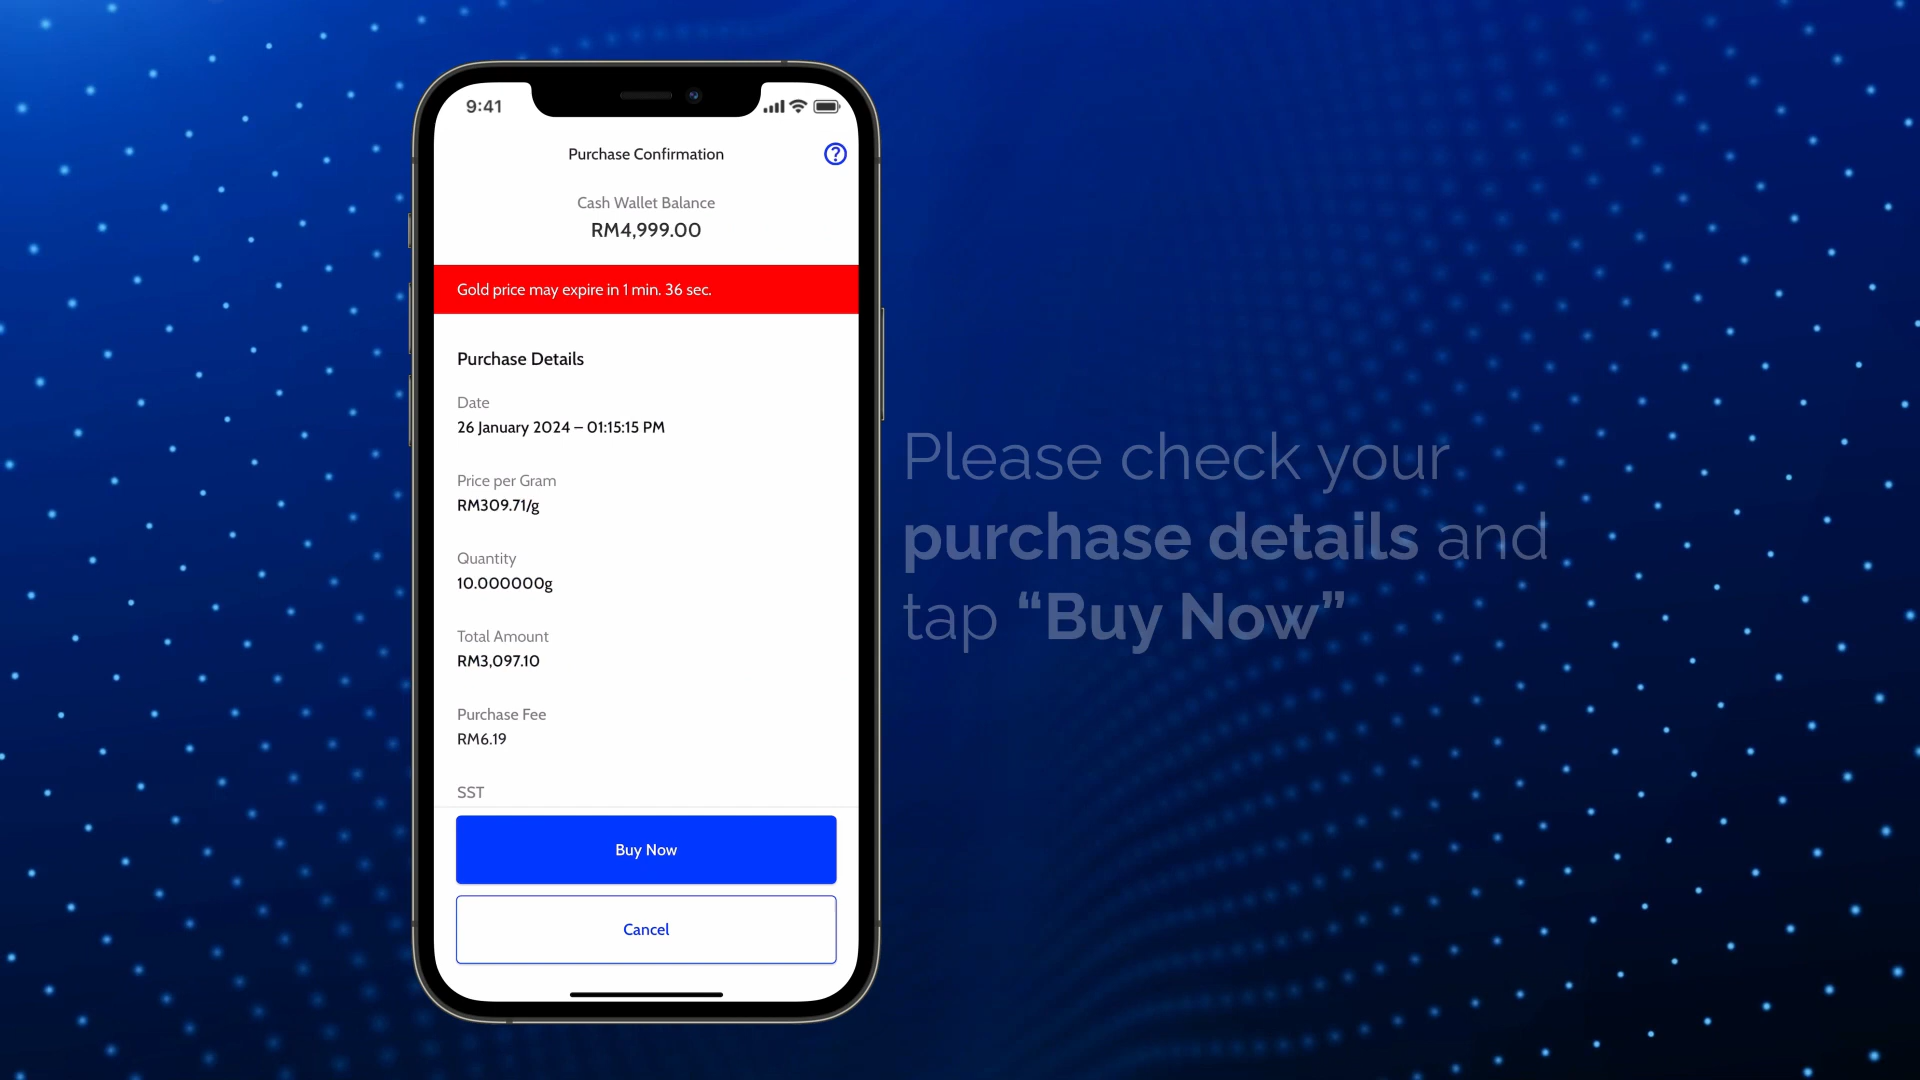 9:41
Purchase Confirmation
Cash Wallet Balance
RM4,999.00
Gold price may expire in 1 min. 36 sec.
Purchase Details
Date
26 January 2024 – 01:15:15 PM
Price per Gram
RM309.71/g
Quantity
10.000000g
Total Amount
RM3,097.10
Purchase Fee
RM6.19
SST
Buy Now
Cancel
Please check your
purchase details and
tap “Buy Now”